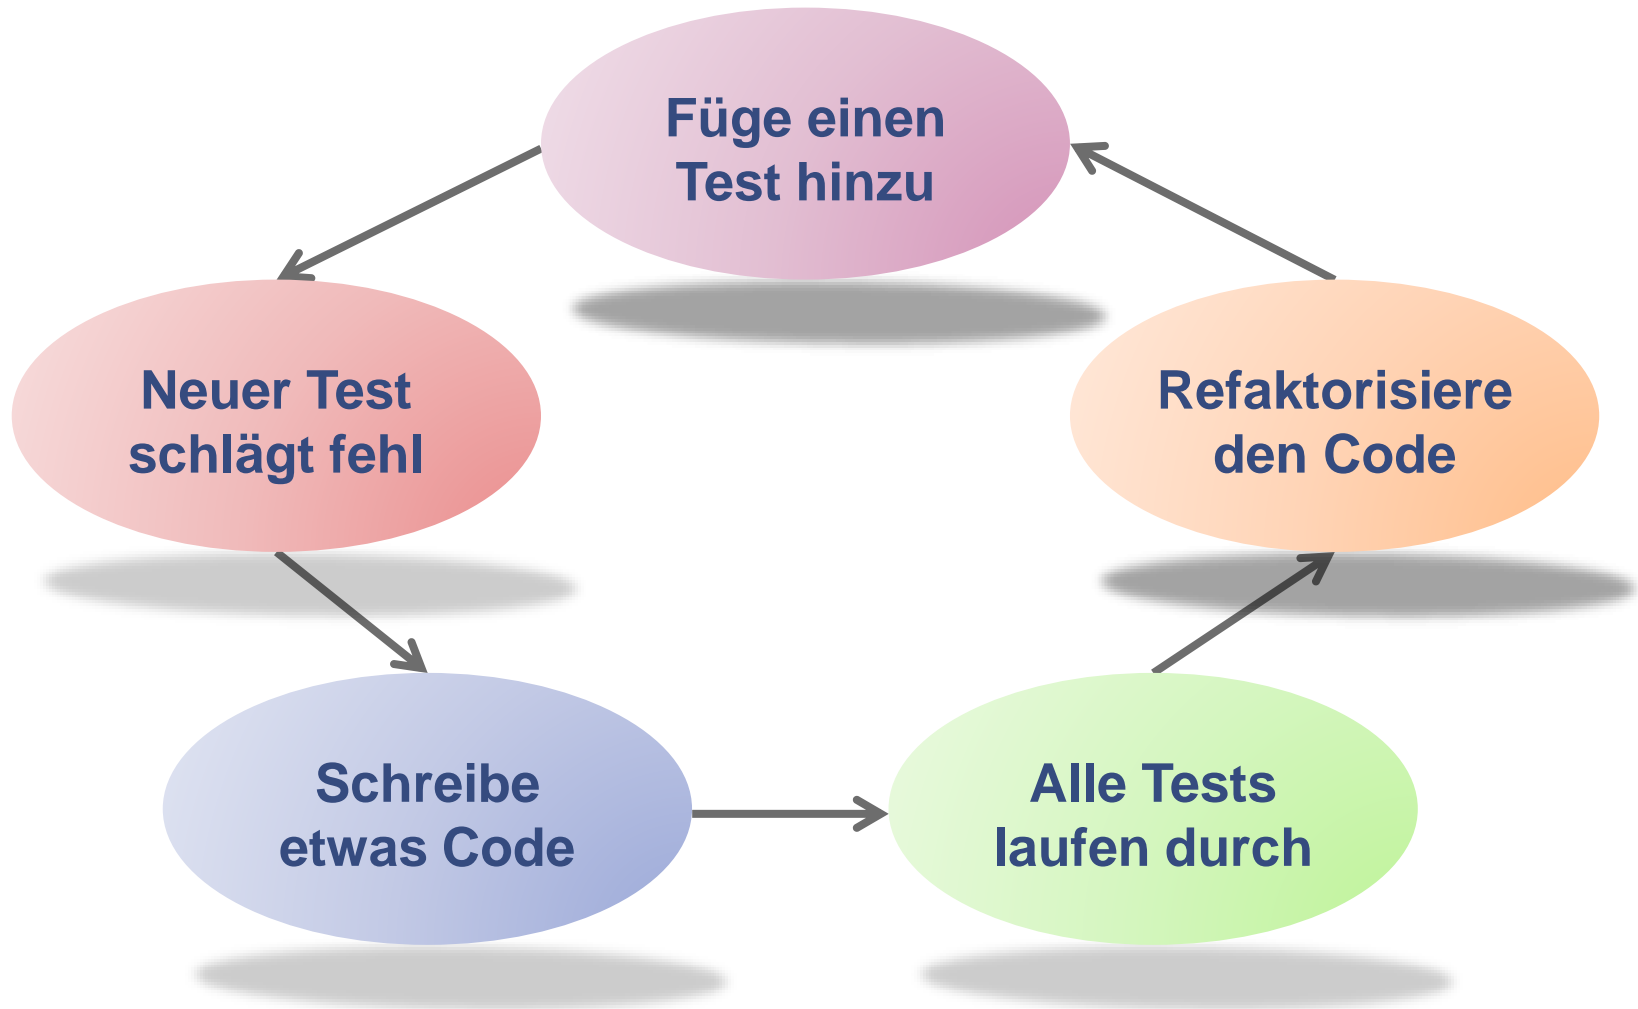 Füge einen
Test hinzu
Neuer Test
schlägt fehl
Schreibe
etwas Code
Alle Tests
laufen durch
Refaktorisiere
den Code